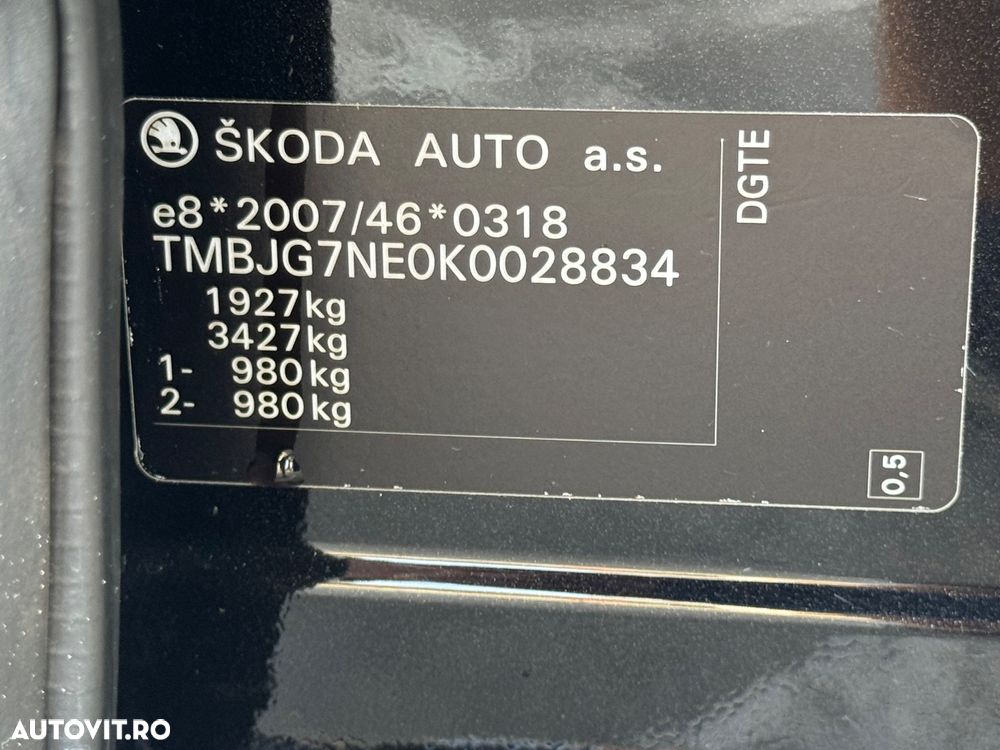 ŠKODA AUTO a.s.
e8*2007/46*0318
TMBJG7NE0K0028834
1927kg
3427kg
1- 980kg
2- 980kg
DGTE
0,5
AUTOVIT.RO